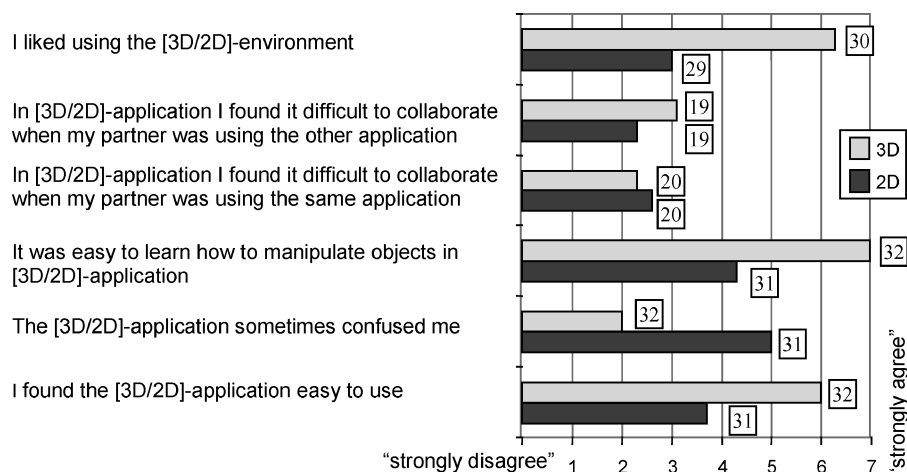 I liked using the [3D/2D]-environment
30
29
In [3D/2D]-application I found it difficult to collaborate
when my partner was using the other application
19
19
In [3D/2D]-application I found it difficult to collaborate
when my partner was using the same application
20
20
3D
2D
It was easy to learn how to manipulate objects in
[3D/2D]-application
32
31
The [3D/2D]-application sometimes confused me
32
31
I found the [3D/2D]-application easy to use
32
31
“strongly disagree” 1 2 3 4 5 6 7
“strongly agree”